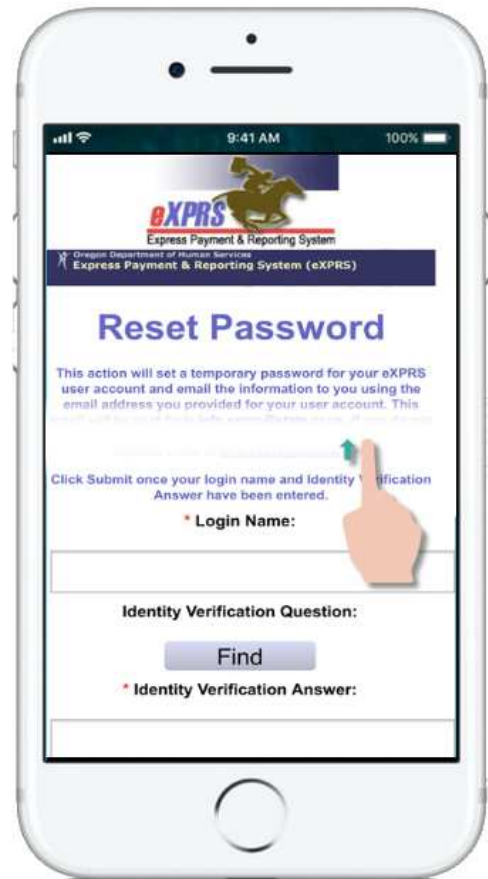 9:41 AM
100%
eXPRS
Express Payment & Reporting System
Oregon Department of Human Services
Express Payment & Reporting System (eXPRS)
Reset Password
This action will set a temporary password for your eXPRS
user account and email the information to you using the
email address you provided for your user account. This
Click Submit once your login name and Identity Verification
Answer have been entered.
* Login Name:
Identity Verification Question:
Find
* Identity Verification Answer: